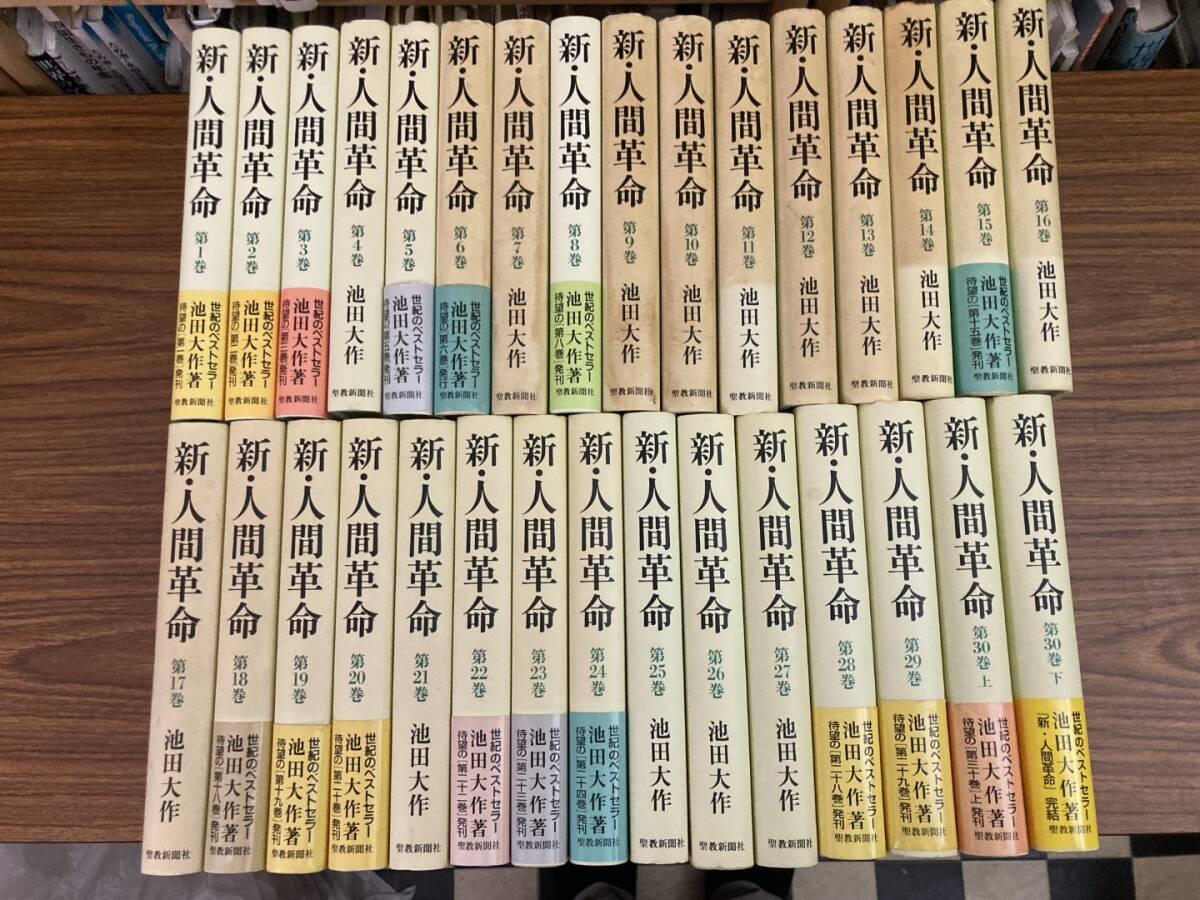 新・人間革命 第1巻
世紀のベストセラー
池田大作著
待望の「第一巻」発刊
聖教新聞社
新・人間革命 第2巻
世紀のベストセラー
池田大作著
待望の「第二巻」発刊
聖教新聞社
新・人間革命 第3巻
世紀のベストセラー
池田大作著
待望の「第三巻」発刊
聖教新聞社
新・人間革命 第4巻 池田大作
聖教新聞社
新・人間革命 第5巻
世紀のベストセラー
池田大作著
待望の「第五巻」発刊
聖教新聞社
新・人間革命 第6巻
世紀のベストセラー
池田大作著
待望の「第六巻」発行
聖教新聞社
新・人間革命 第7巻 池田大作
聖教新聞社
新・人間革命 第8巻
世紀のベストセラー
池田大作著
待望の「第八巻」発刊
聖教新聞社
新・人間革命 第9巻 池田大作
聖教新聞社
新・人間革命 第10巻 池田大作
聖教新聞社
新・人間革命 第11巻 池田大作
聖教新聞社
新・人間革命 第12巻 池田大作
聖教新聞社
新・人間革命 第13巻 池田大作
聖教新聞社
新・人間革命 第14巻 池田大作
聖教新聞社
新・人間革命 第15巻
世紀のベストセラー
池田大作著
待望の「第十五巻」発刊
聖教新聞社
新・人間革命 第16巻 池田大作
聖教新聞社
新・人間革命 第17巻 池田大作
聖教新聞社
新・人間革命 第18巻
世紀のベストセラー
池田大作著
待望の「第十八巻」発刊
聖教新聞社
新・人間革命 第19巻
世紀のベストセラー
池田大作著
待望の「第十九巻」発刊
聖教新聞社
新・人間革命 第20巻
世紀のベストセラー
池田大作著
待望の「第二十巻」発刊
聖教新聞社
新・人間革命 第21巻 池田大作
聖教新聞社
新・人間革命 第22巻
世紀のベストセラー
池田大作著
待望の「第二十二巻」発刊
聖教新聞社
新・人間革命 第23巻
世紀のベストセラー
池田大作著
待望の「第二十三巻」発刊
聖教新聞社
新・人間革命 第24巻
世紀のベストセラー
池田大作著
待望の「第二十四巻」発刊
聖教新聞社
新・人間革命 第25巻 池田大作
聖教新聞社
新・人間革命 第26巻 池田大作
聖教新聞社
新・人間革命 第27巻 池田大作
聖教新聞社
新・人間革命 第28巻
世紀のベストセラー
池田大作著
待望の「第二十八巻」発刊
聖教新聞社
新・人間革命 第29巻
世紀のベストセラー
池田大作著
待望の「第二十九巻」発刊
聖教新聞社
新・人間革命 第30巻 上
世紀のベストセラー
池田大作著
待望の「第三十巻」上 発刊
聖教新聞社
新・人間革命 第30巻 下
世紀のベストセラー
池田大作著
『新・人間革命』完結
聖教新聞社